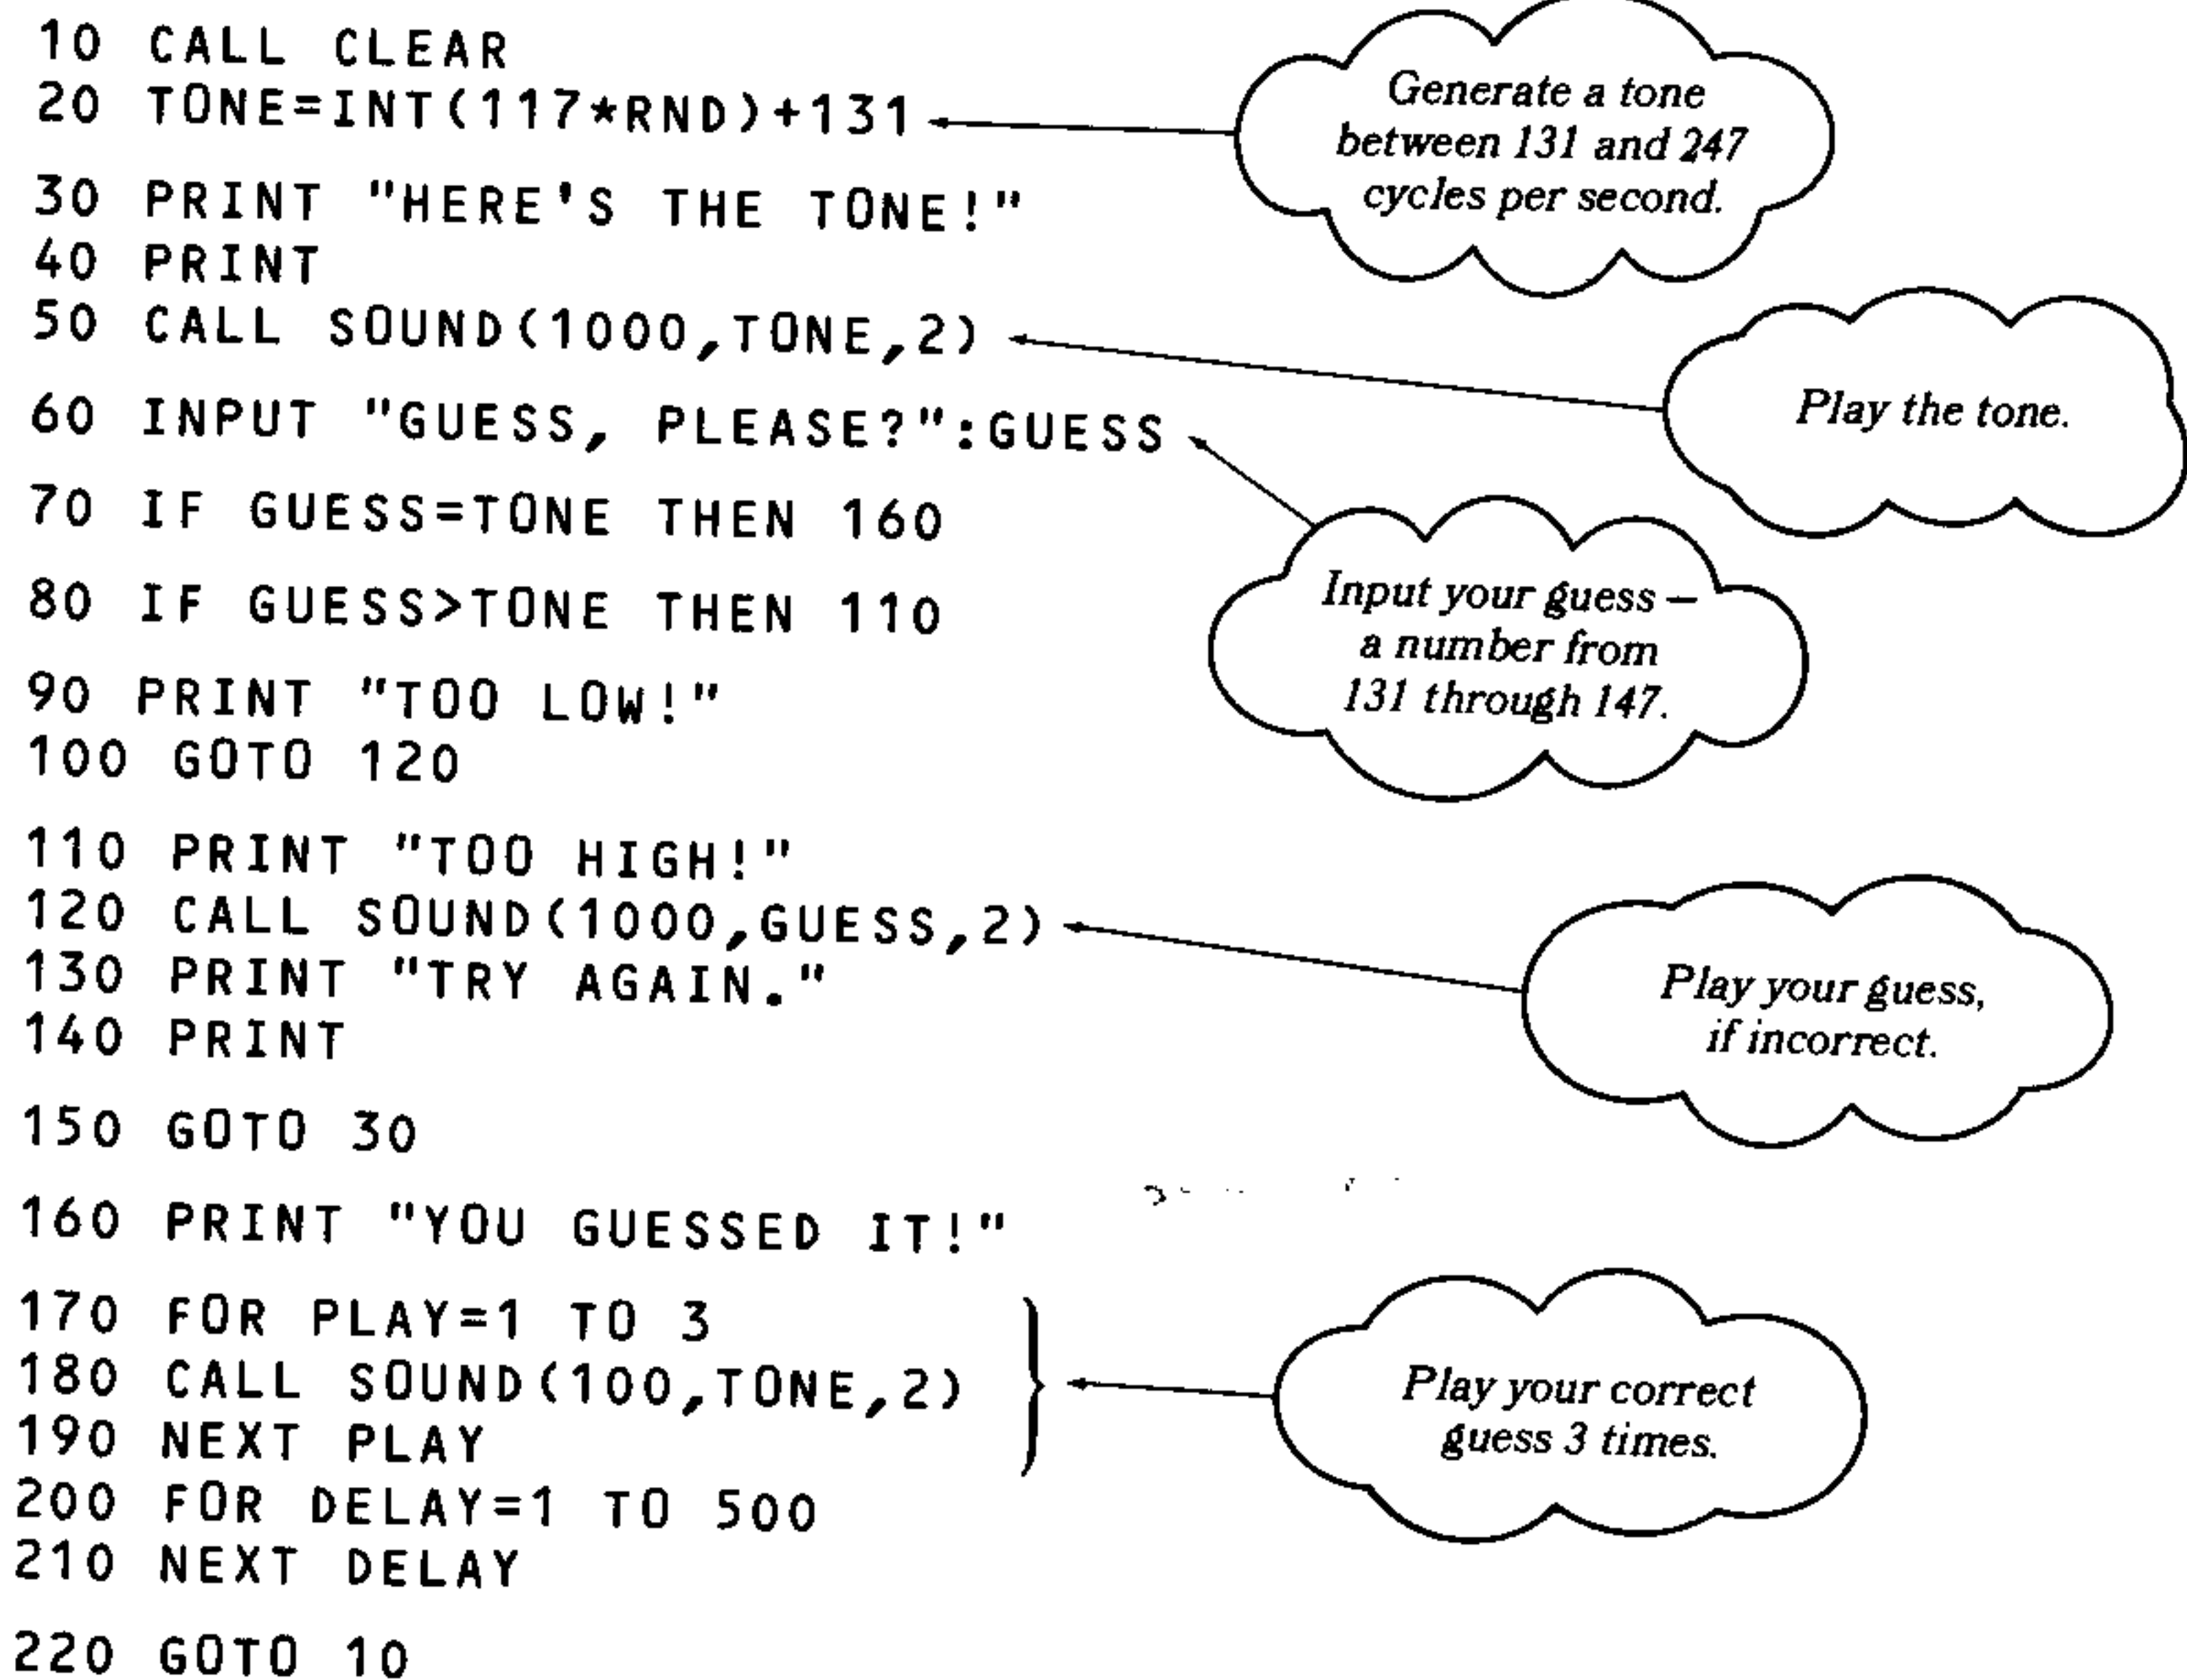 10 CALL CLEAR
20 TONE=INT(117*RND)+131
Generate a tone
between 131 and 247
cycles per second.
30 PRINT "HERE'S THE TONE!"
40 PRINT
50 CALL SOUND(1000,TONE,2)
Play the tone.
60 INPUT "GUESS, PLEASE?":GUESS
70 IF GUESS=TONE THEN 160
80 IF GUESS>TONE THEN 110
Input your guess —
a number from
131 through 147.
90 PRINT "TOO LOW!"
100 GOTO 120
110 PRINT "TOO HIGH!"
120 CALL SOUND(1000,GUESS,2)
130 PRINT "TRY AGAIN."
140 PRINT
Play your guess,
if incorrect.
150 GOTO 30
160 PRINT "YOU GUESSED IT!"
170 FOR PLAY=1 TO 3
180 CALL SOUND(100,TONE,2)
190 NEXT PLAY
Play your correct
guess 3 times.
200 FOR DELAY=1 TO 500
210 NEXT DELAY
220 GOTO 10